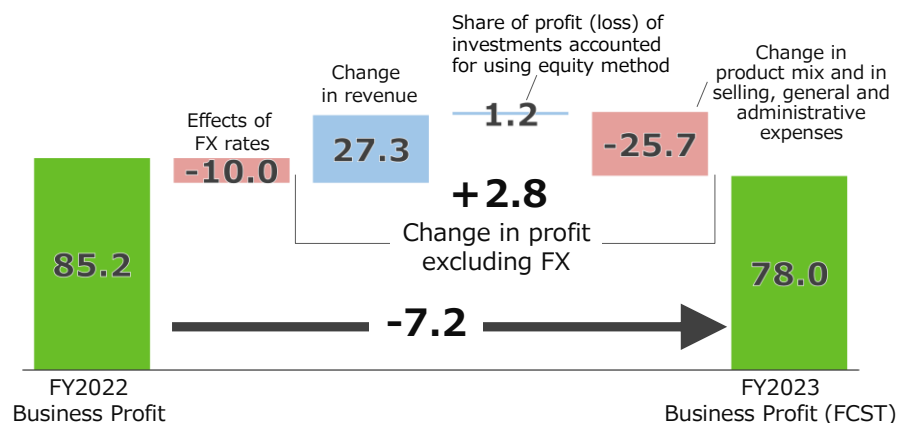 Share of profit (loss) of
investments accounted
for using equity method
Change in
product mix and in
selling, general and
administrative
expenses
Change
in revenue
Effects of
FX rates
85.2
-10.0
27.3
1.2
-25.7
78.0
+2.8
Change in profit
excluding FX
-7.2
FY2022
Business Profit
FY2023
Business Profit (FCST)